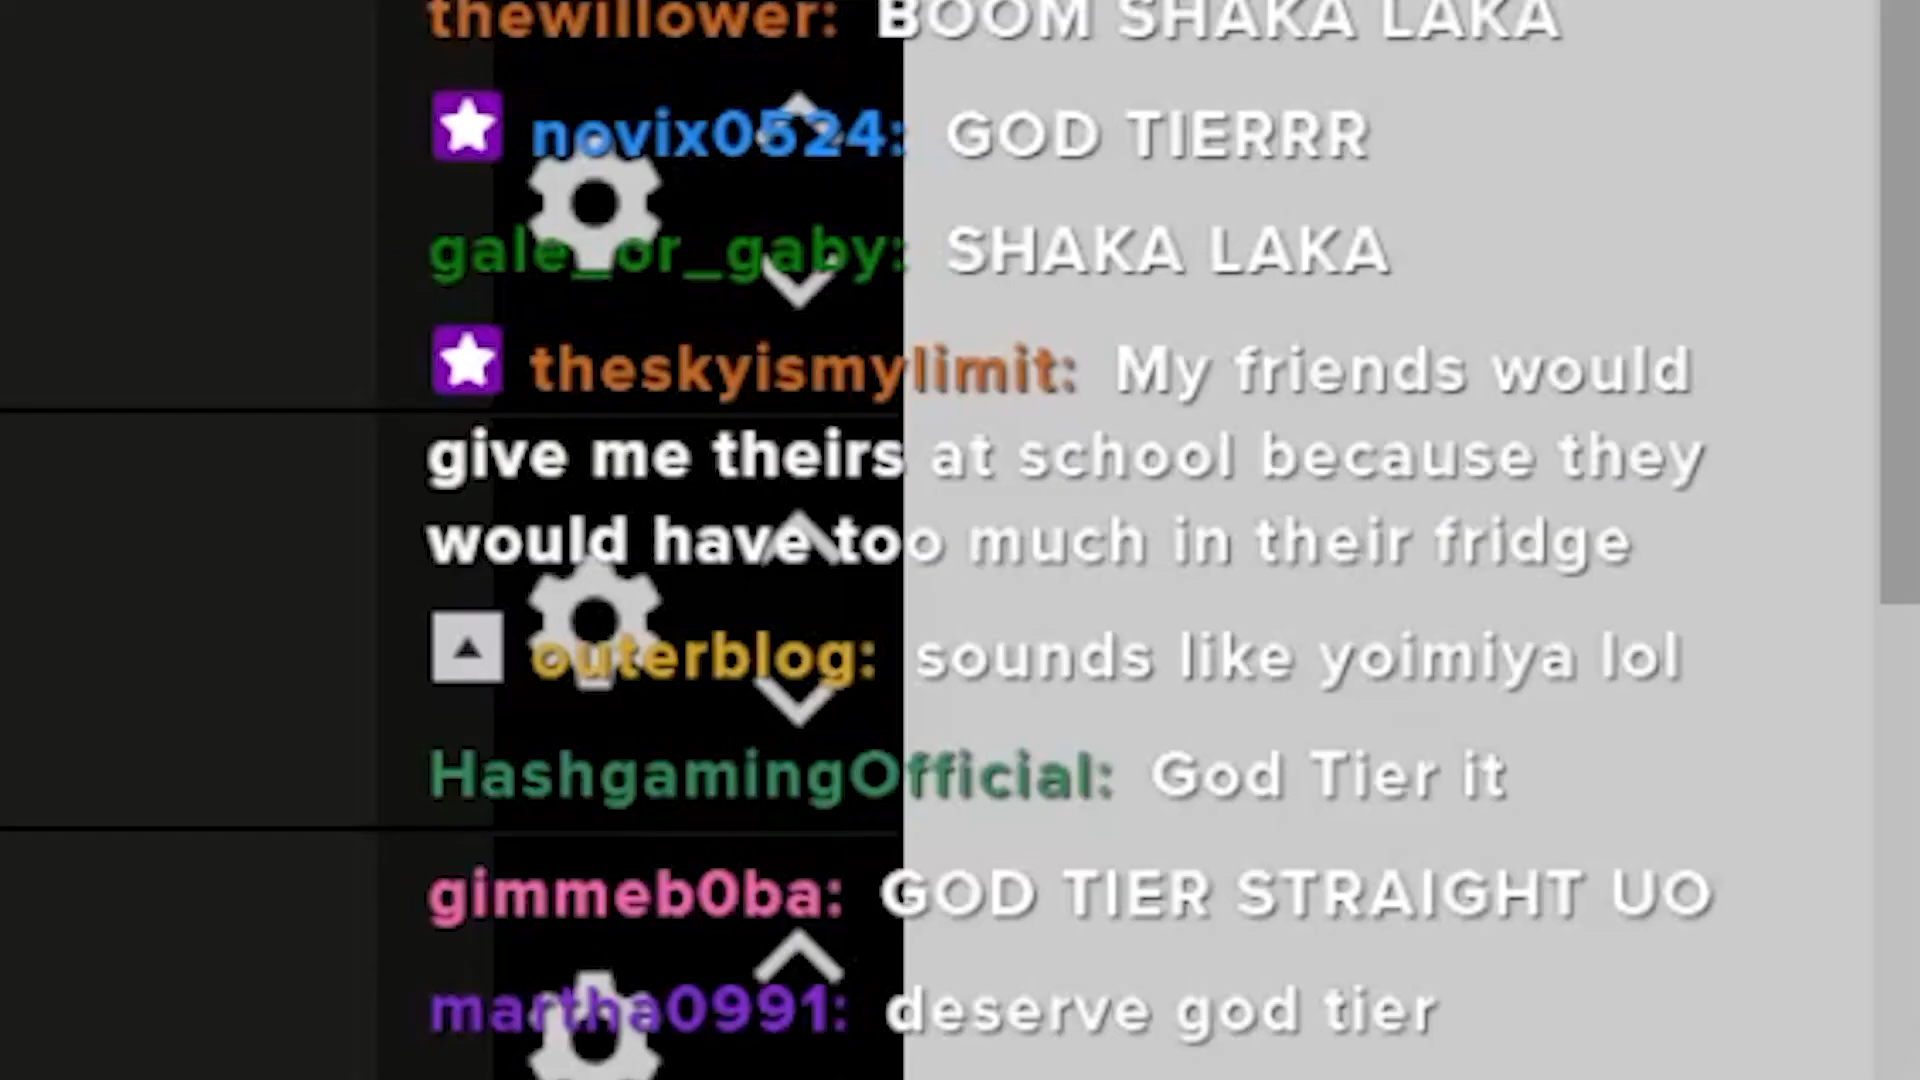 thewillower: BOOM SHAKA LAKA
novix0524: GOD TIERRR
gale_or_gaby: SHAKA LAKA
theskyismylimit: My friends would
give me theirs at school because they
would have too much in their fridge
outerblog: sounds like yoimiya lol
HashgamingOfficial: God Tier it
gimmeb0ba: GOD TIER STRAIGHT UO
martha0991: deserve god tier